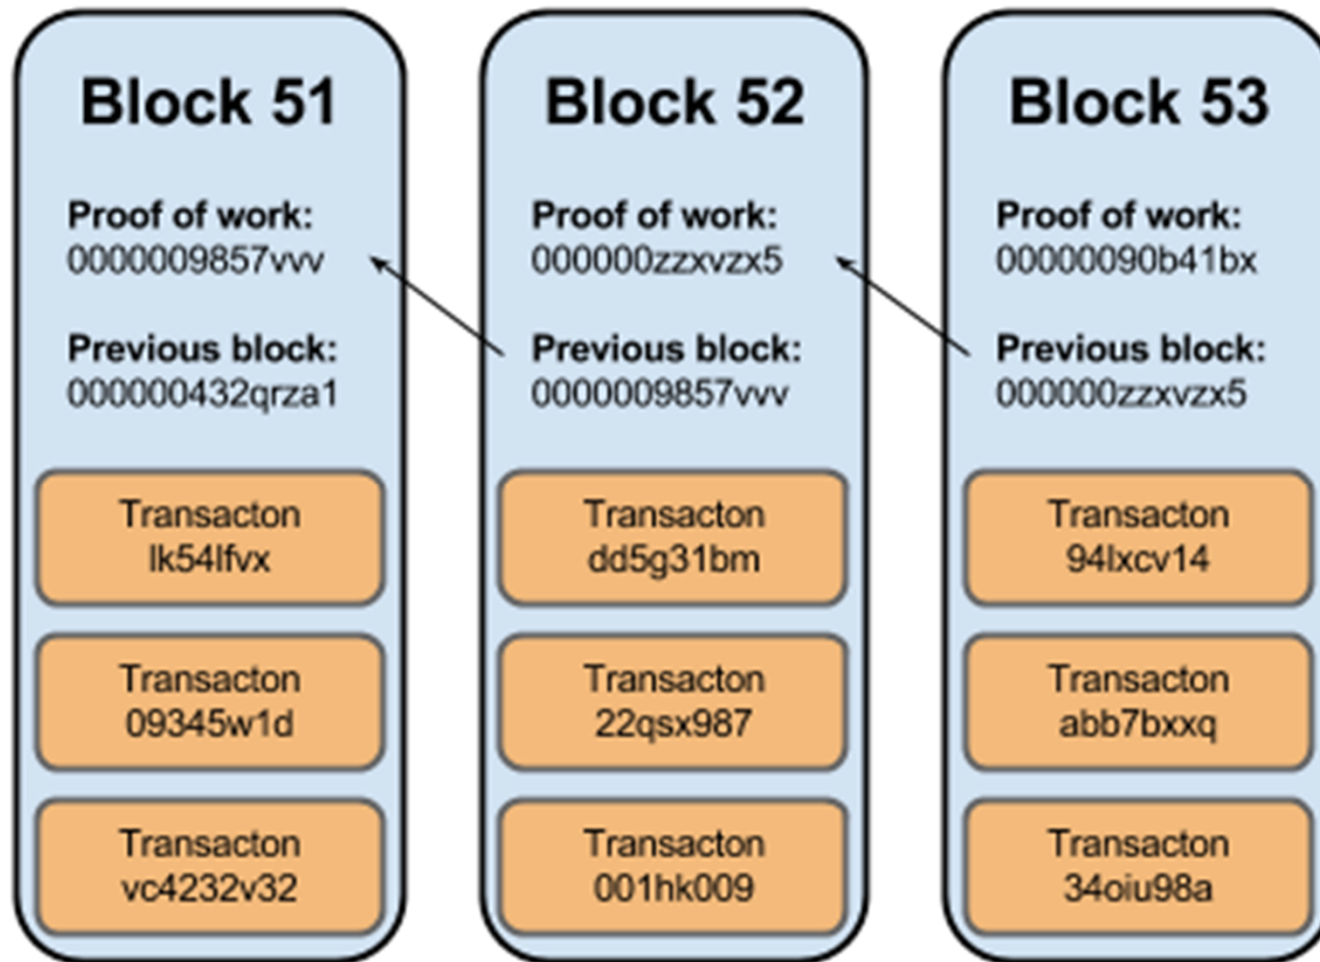 Block 51
Proof of work:
0000009857vvv
Previous block:
000000432qrza1
Transacton
lk54lfvx
Transacton
09345w1d
Transacton
vc4232v32
Block 52
Proof of work:
000000zzxvzx5
Previous block:
0000009857vvv
Transacton
dd5g31bm
Transacton
22qsx987
Transacton
001hk009
Block 53
Proof of work:
00000090b41bx
Previous block:
000000zzxvzx5
Transacton
94lxcv14
Transacton
abb7bxxq
Transacton
34oiu98a